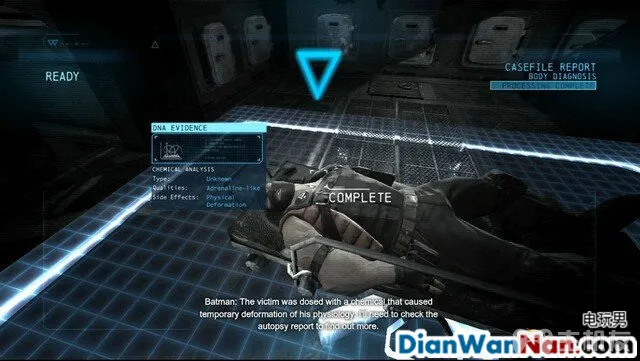 READY
CASEFILE REPORT
BODY DIAGNOSIS
PROCESSING COMPLETE
DNA EVIDENCE
CHEMICAL ANALYSIS
Type: Unknown
Qualities: Adrenaline-like
Side Effects: Physical
Deformation
COMPLETE
Batman: The victim was dosed with a chemical that caused
temporary deformation of his physiology. I'll need to check the
autopsy report to find out more.
电玩男
DianWanNan.com